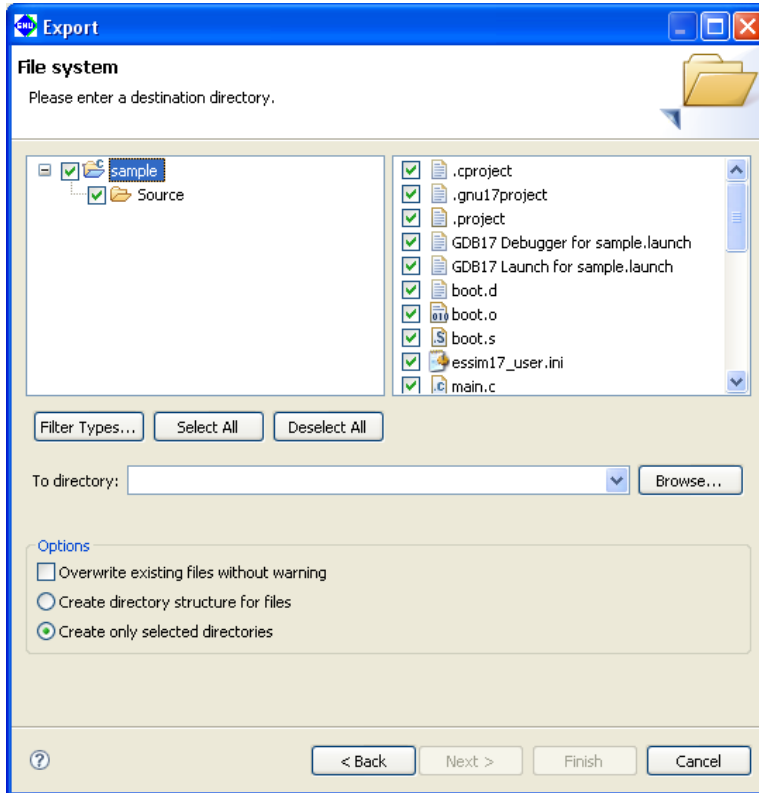 GNU Export
File system
Please enter a destination directory.
sample
Source
.cproject
.gnu17project
.project
GDB17 Debugger for sample.launch
GDB17 Launch for sample.launch
boot.d
010 boot.o
.S boot.s
essim17_user.ini
.c main.c
Filter Types... Select All Deselect All
To directory: Browse...
Options
Overwrite existing files without warning
Create directory structure for files
Create only selected directories
? < Back Next > Finish Cancel